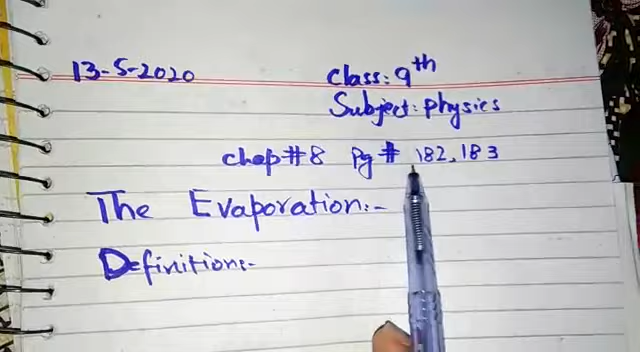 13-5-2020 Class: 9th
Subject: physics
chap # 8 Pg # 182, 183
The Evaporation:-
Definition:-